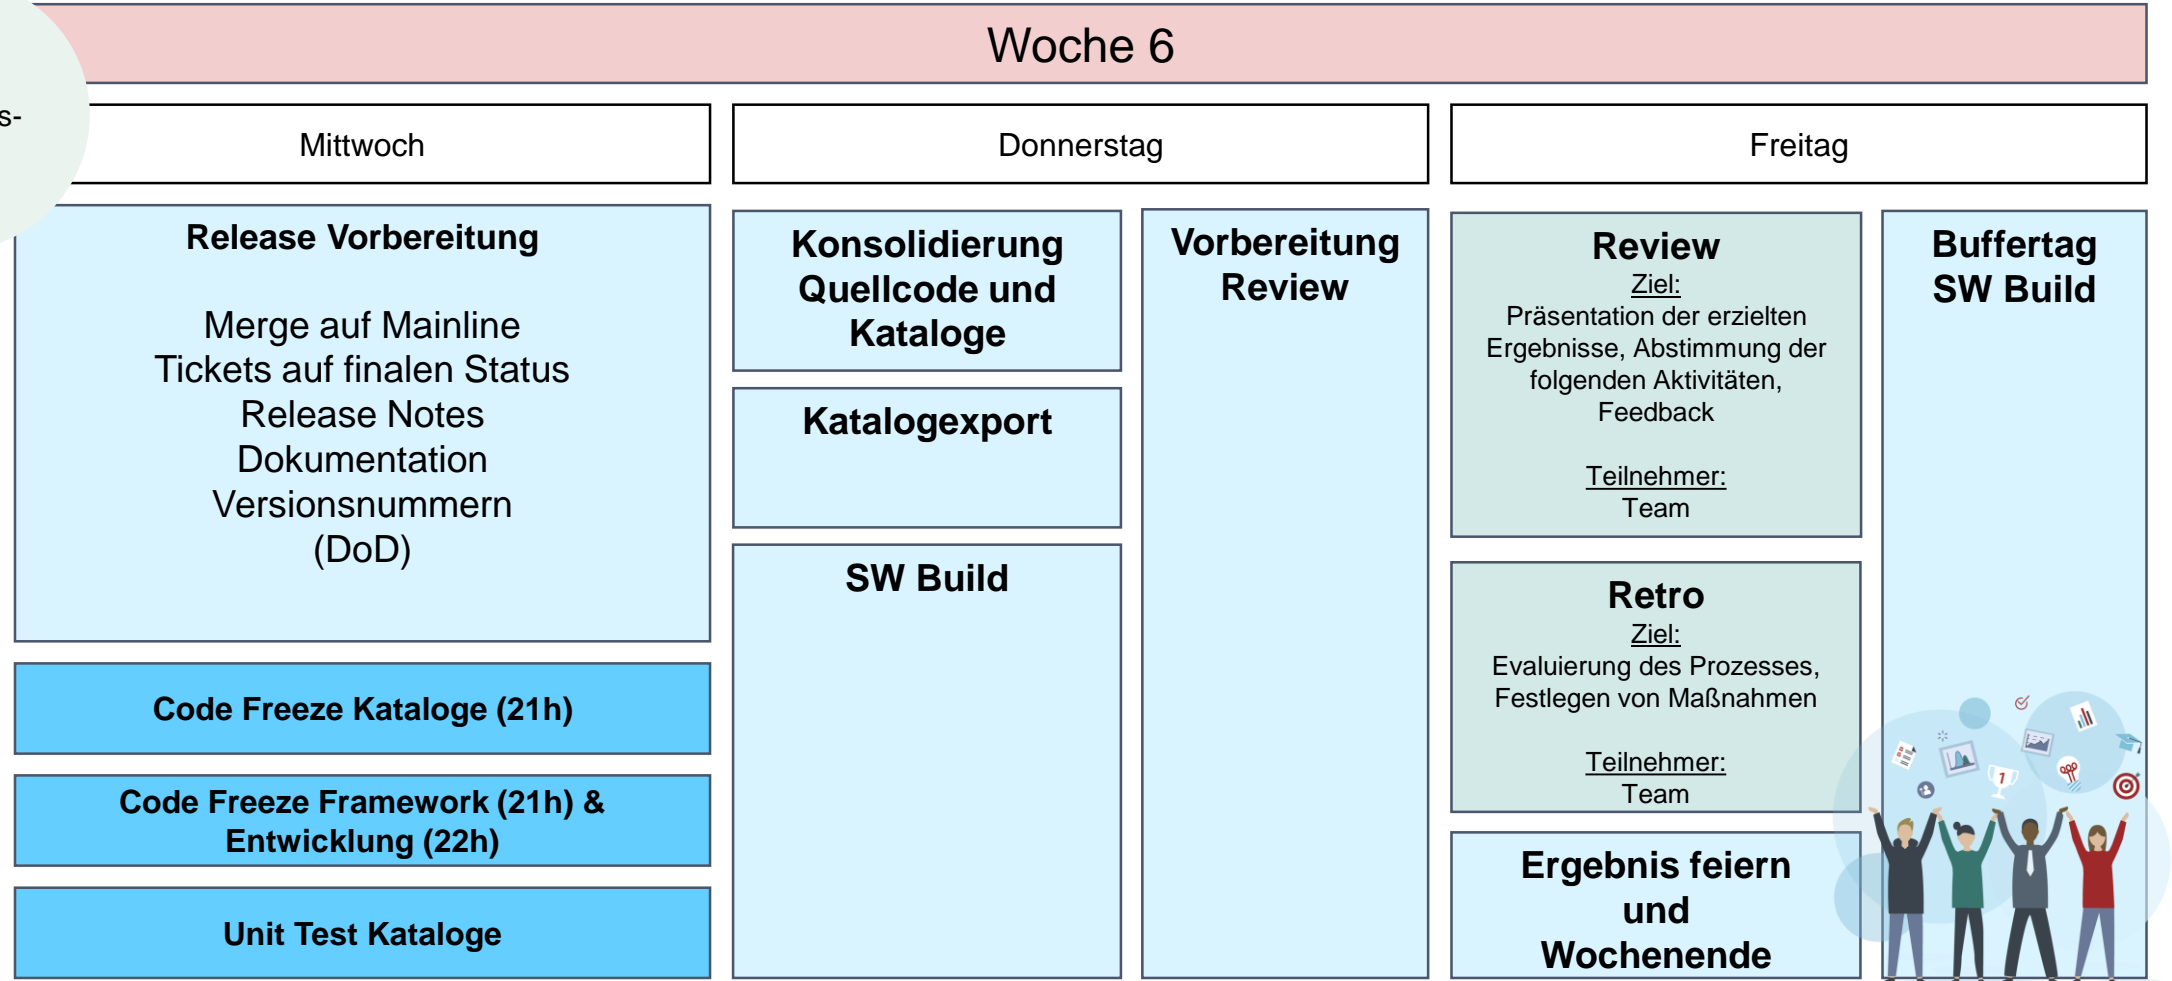 Woche 6
s-
Mittwoch
Donnerstag
Freitag
Release Vorbereitung
Merge auf Mainline
Tickets auf finalen Status
Release Notes
Dokumentation
Versionsnummern
(DoD)
Code Freeze Kataloge (21h)
Code Freeze Framework (21h) &
Entwicklung (22h)
Unit Test Kataloge
Konsolidierung
Quellcode und
Kataloge
Katalogexport
SW Build
Vorbereitung
Review
Review
Ziel:
Präsentation der erzielten
Ergebnisse, Abstimmung der
folgenden Aktivitäten,
Feedback
Teilnehmer:
Team
Retro
Ziel:
Evaluierung des Prozesses,
Festlegen von Maßnahmen
Teilnehmer:
Team
Ergebnis feiern
und
Wochenende
Buffertag
SW Build
1